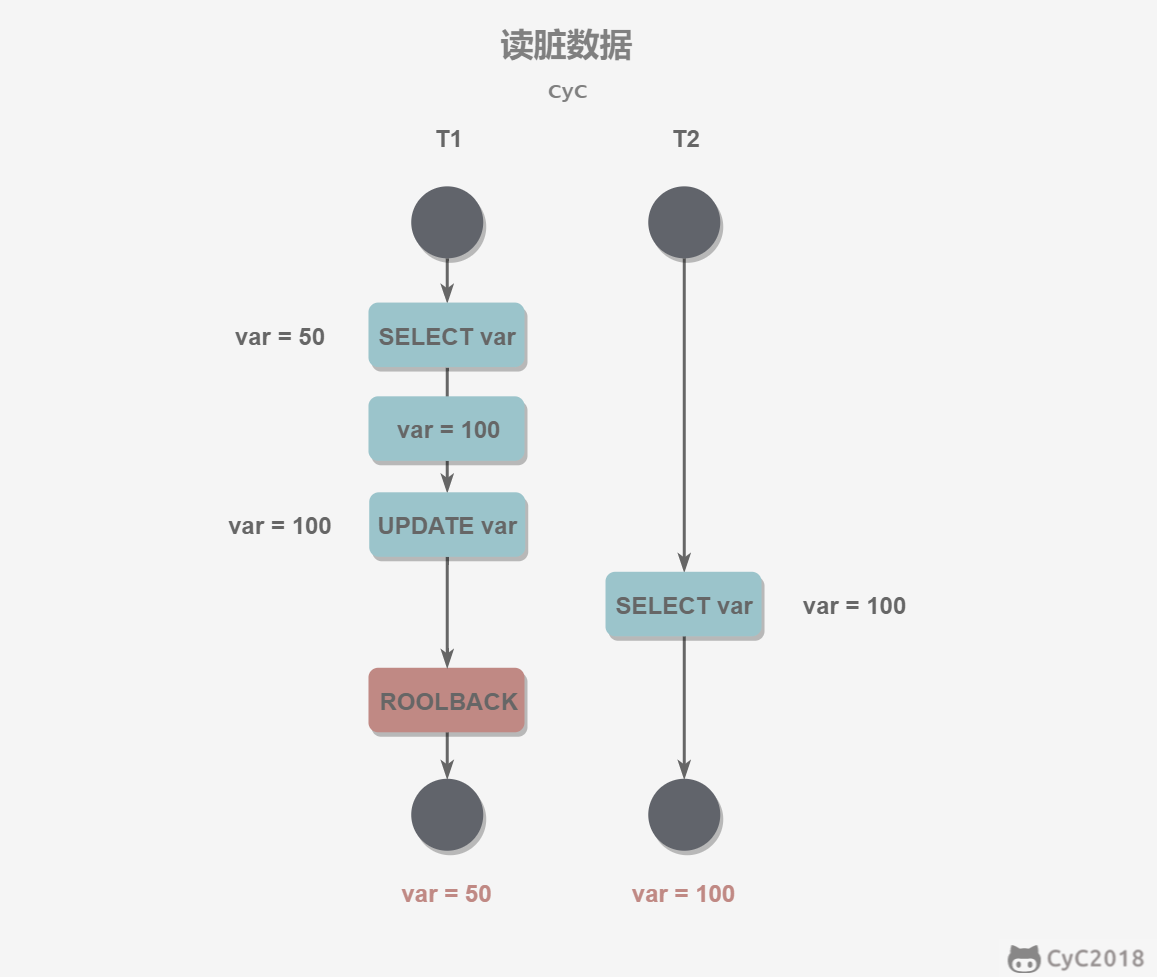 读脏数据
CyC
T1 T2
var = 50 SELECT var
var = 100
var = 100 UPDATE var
SELECT var var = 100
ROOLBACK
var = 50 var = 100
CyC2018